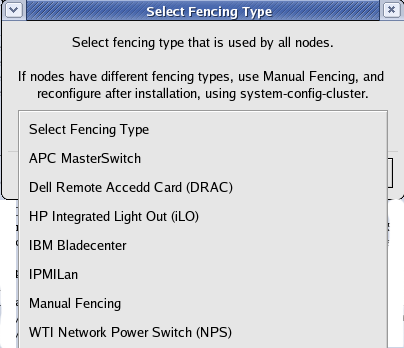 Select Fencing Type
Select fencing type that is used by all nodes.
If nodes have different fencing types, use Manual Fencing, and
reconfigure after installation, using system-config-cluster.
Select Fencing Type
APC MasterSwitch
Dell Remote Accedd Card (DRAC)
HP Integrated Light Out (iLO)
IBM Bladecenter
IPMILan
Manual Fencing
WTI Network Power Switch (NPS)